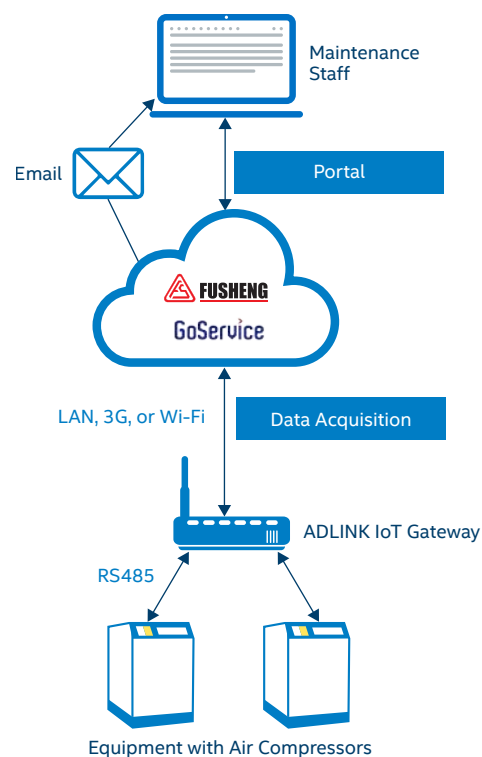 Maintenance
Staff
Email
Portal
FUSHENG
GoService
LAN, 3G, or Wi-Fi
Data Acquisition
ADLINK IoT Gateway
RS485
Equipment with Air Compressors